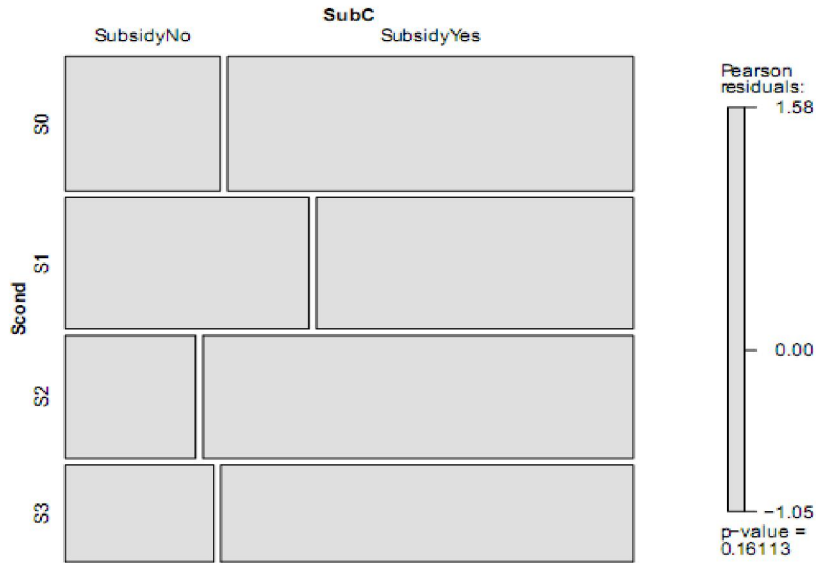 SubC
SubsidyNo SubsidyYes
Scond
S0
S1
S2
S3
Pearson
residuals:
1.58
0.00
−1.05
p-value =
0.16113